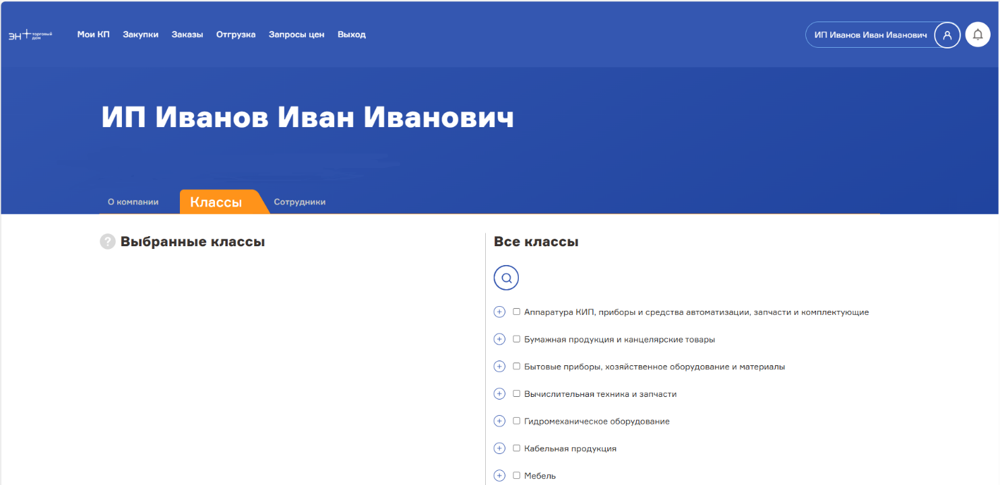 ЭН+ торговый дом
Мои КП Закупки Заказы Отгрузка Запросы цен Выход
ИП Иванов Иван Иванович
ИП Иванов Иван Иванович
О компании Классы Сотрудники
? Выбранные классы
Все классы
Аппаратура КИП, приборы и средства автоматизации, запчасти и комплектующие
Бумажная продукция и канцелярские товары
Бытовые приборы, хозяйственное оборудование и материалы
Вычислительная техника и запчасти
Гидромеханическое оборудование
Кабельная продукция
Мебель